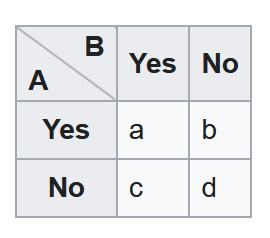 B
A
Yes No
Yes a b
No c d